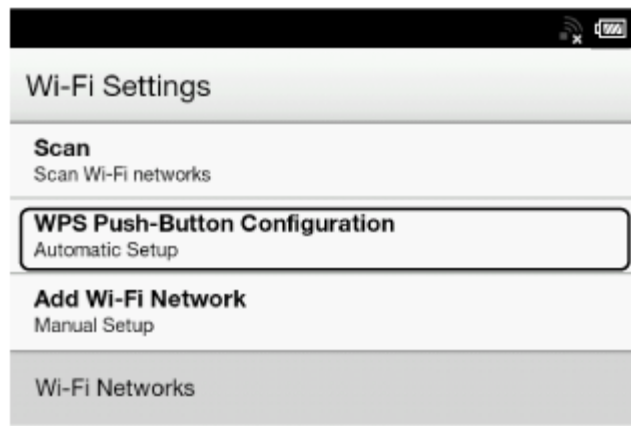 Wi-Fi Settings
Scan
Scan Wi-Fi networks
WPS Push-Button Configuration
Automatic Setup
Add Wi-Fi Network
Manual Setup
Wi-Fi Networks